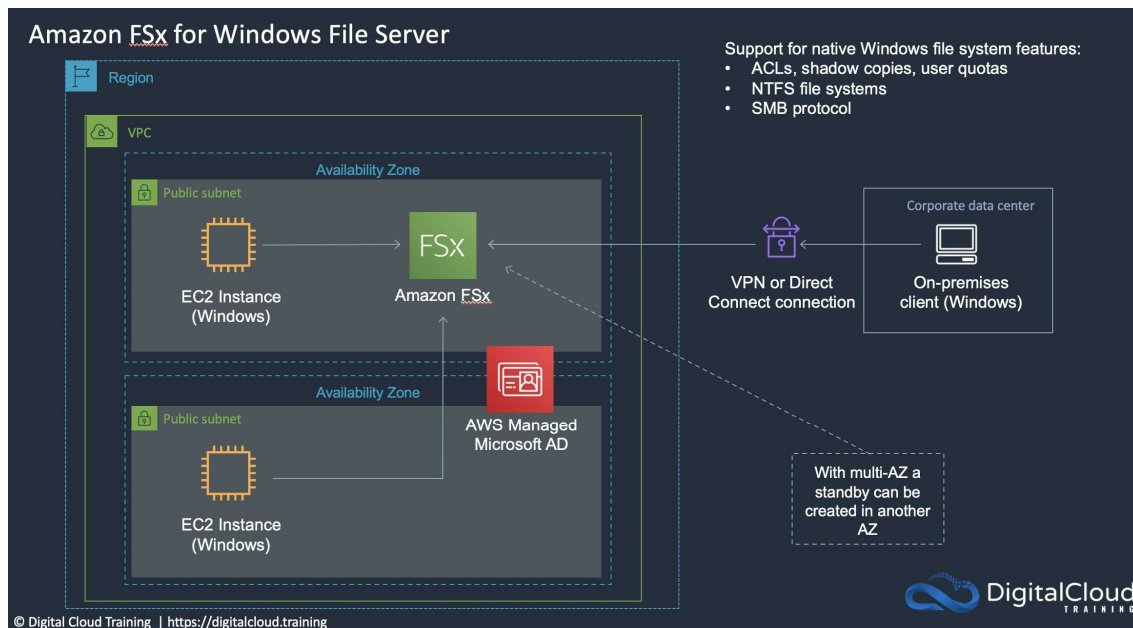 Amazon FSx for Windows File Server
Support for native Windows file system features:
• ACLs, shadow copies, user quotas
• NTFS file systems
• SMB protocol
Region
VPC
Availability Zone
Public subnet
EC2 Instance
(Windows)
FSx
Amazon FSx
VPN or Direct
Connect connection
Corporate data center
On-premises
client (Windows)
Availability Zone
Public subnet
EC2 Instance
(Windows)
AWS Managed
Microsoft AD
With multi-AZ a
standby can be
created in another
AZ
DigitalCloud
TRAINING
© Digital Cloud Training | https://digitalcloud.training